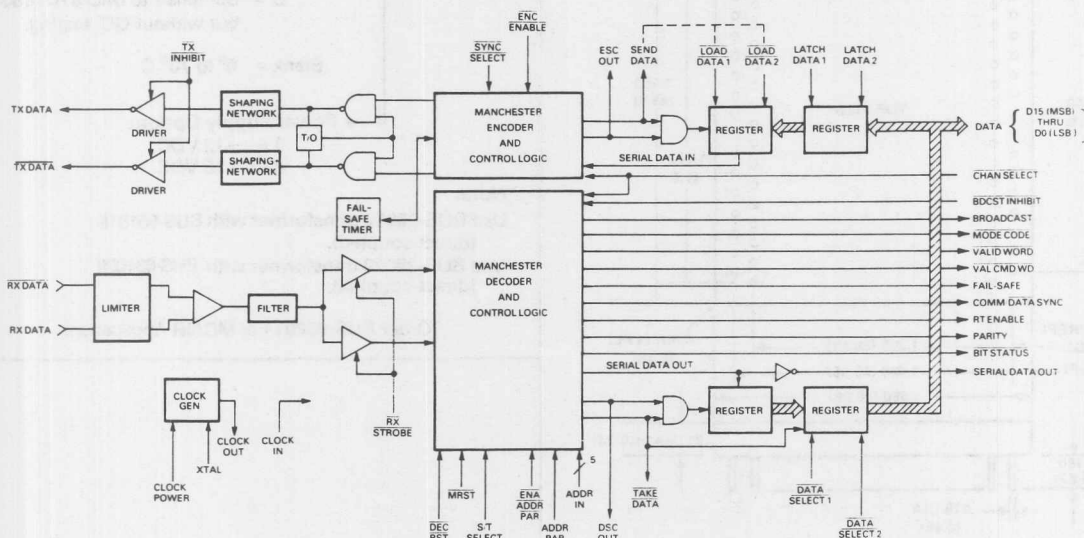 but without QCI testing.
TX
INHIBIT
ENC
ENABLE
SYNC
SELECT
ESC
OUT
SEND
DATA
LOAD
DATA 1
LOAD
DATA 2
LATCH
DATA 1
LATCH
DATA 2
TX DATA
DRIVER
SHAPING
NETWORK
T/O
TX DATA
DRIVER
SHAPING
NETWORK
MANCHESTER
ENCODER
AND
CONTROL LOGIC
REGISTER
REGISTER
SERIAL DATA IN
DATA
D15 (MSB)
THRU
D0 (LSB)
FAIL-
SAFE
TIMER
MANCHESTER
DECODER
AND
CONTROL LOGIC
CHAN SELECT
BDCST INHIBIT
BROADCAST
MODE CODE
VALID WORD
VAL CMD WD
FAIL-SAFE
COMM DATA SYNC
RT ENABLE
PARITY
BIT STATUS
SERIAL DATA OUT
RX DATA
RX DATA
LIMITER
FILTER
RX
STROBE
CLOCK
GEN
CLOCK
POWER
XTAL
CLOCK
OUT
CLOCK
IN
SERIAL DATA OUT
REGISTER
REGISTER
DEC
RST
MRST
S/T
SELECT
ENA
ADDR
PAR
ADDR
PAR
5
ADDR
IN
DSC
OUT
TAKE
DATA
DATA
SELECT 1
DATA
SELECT 2